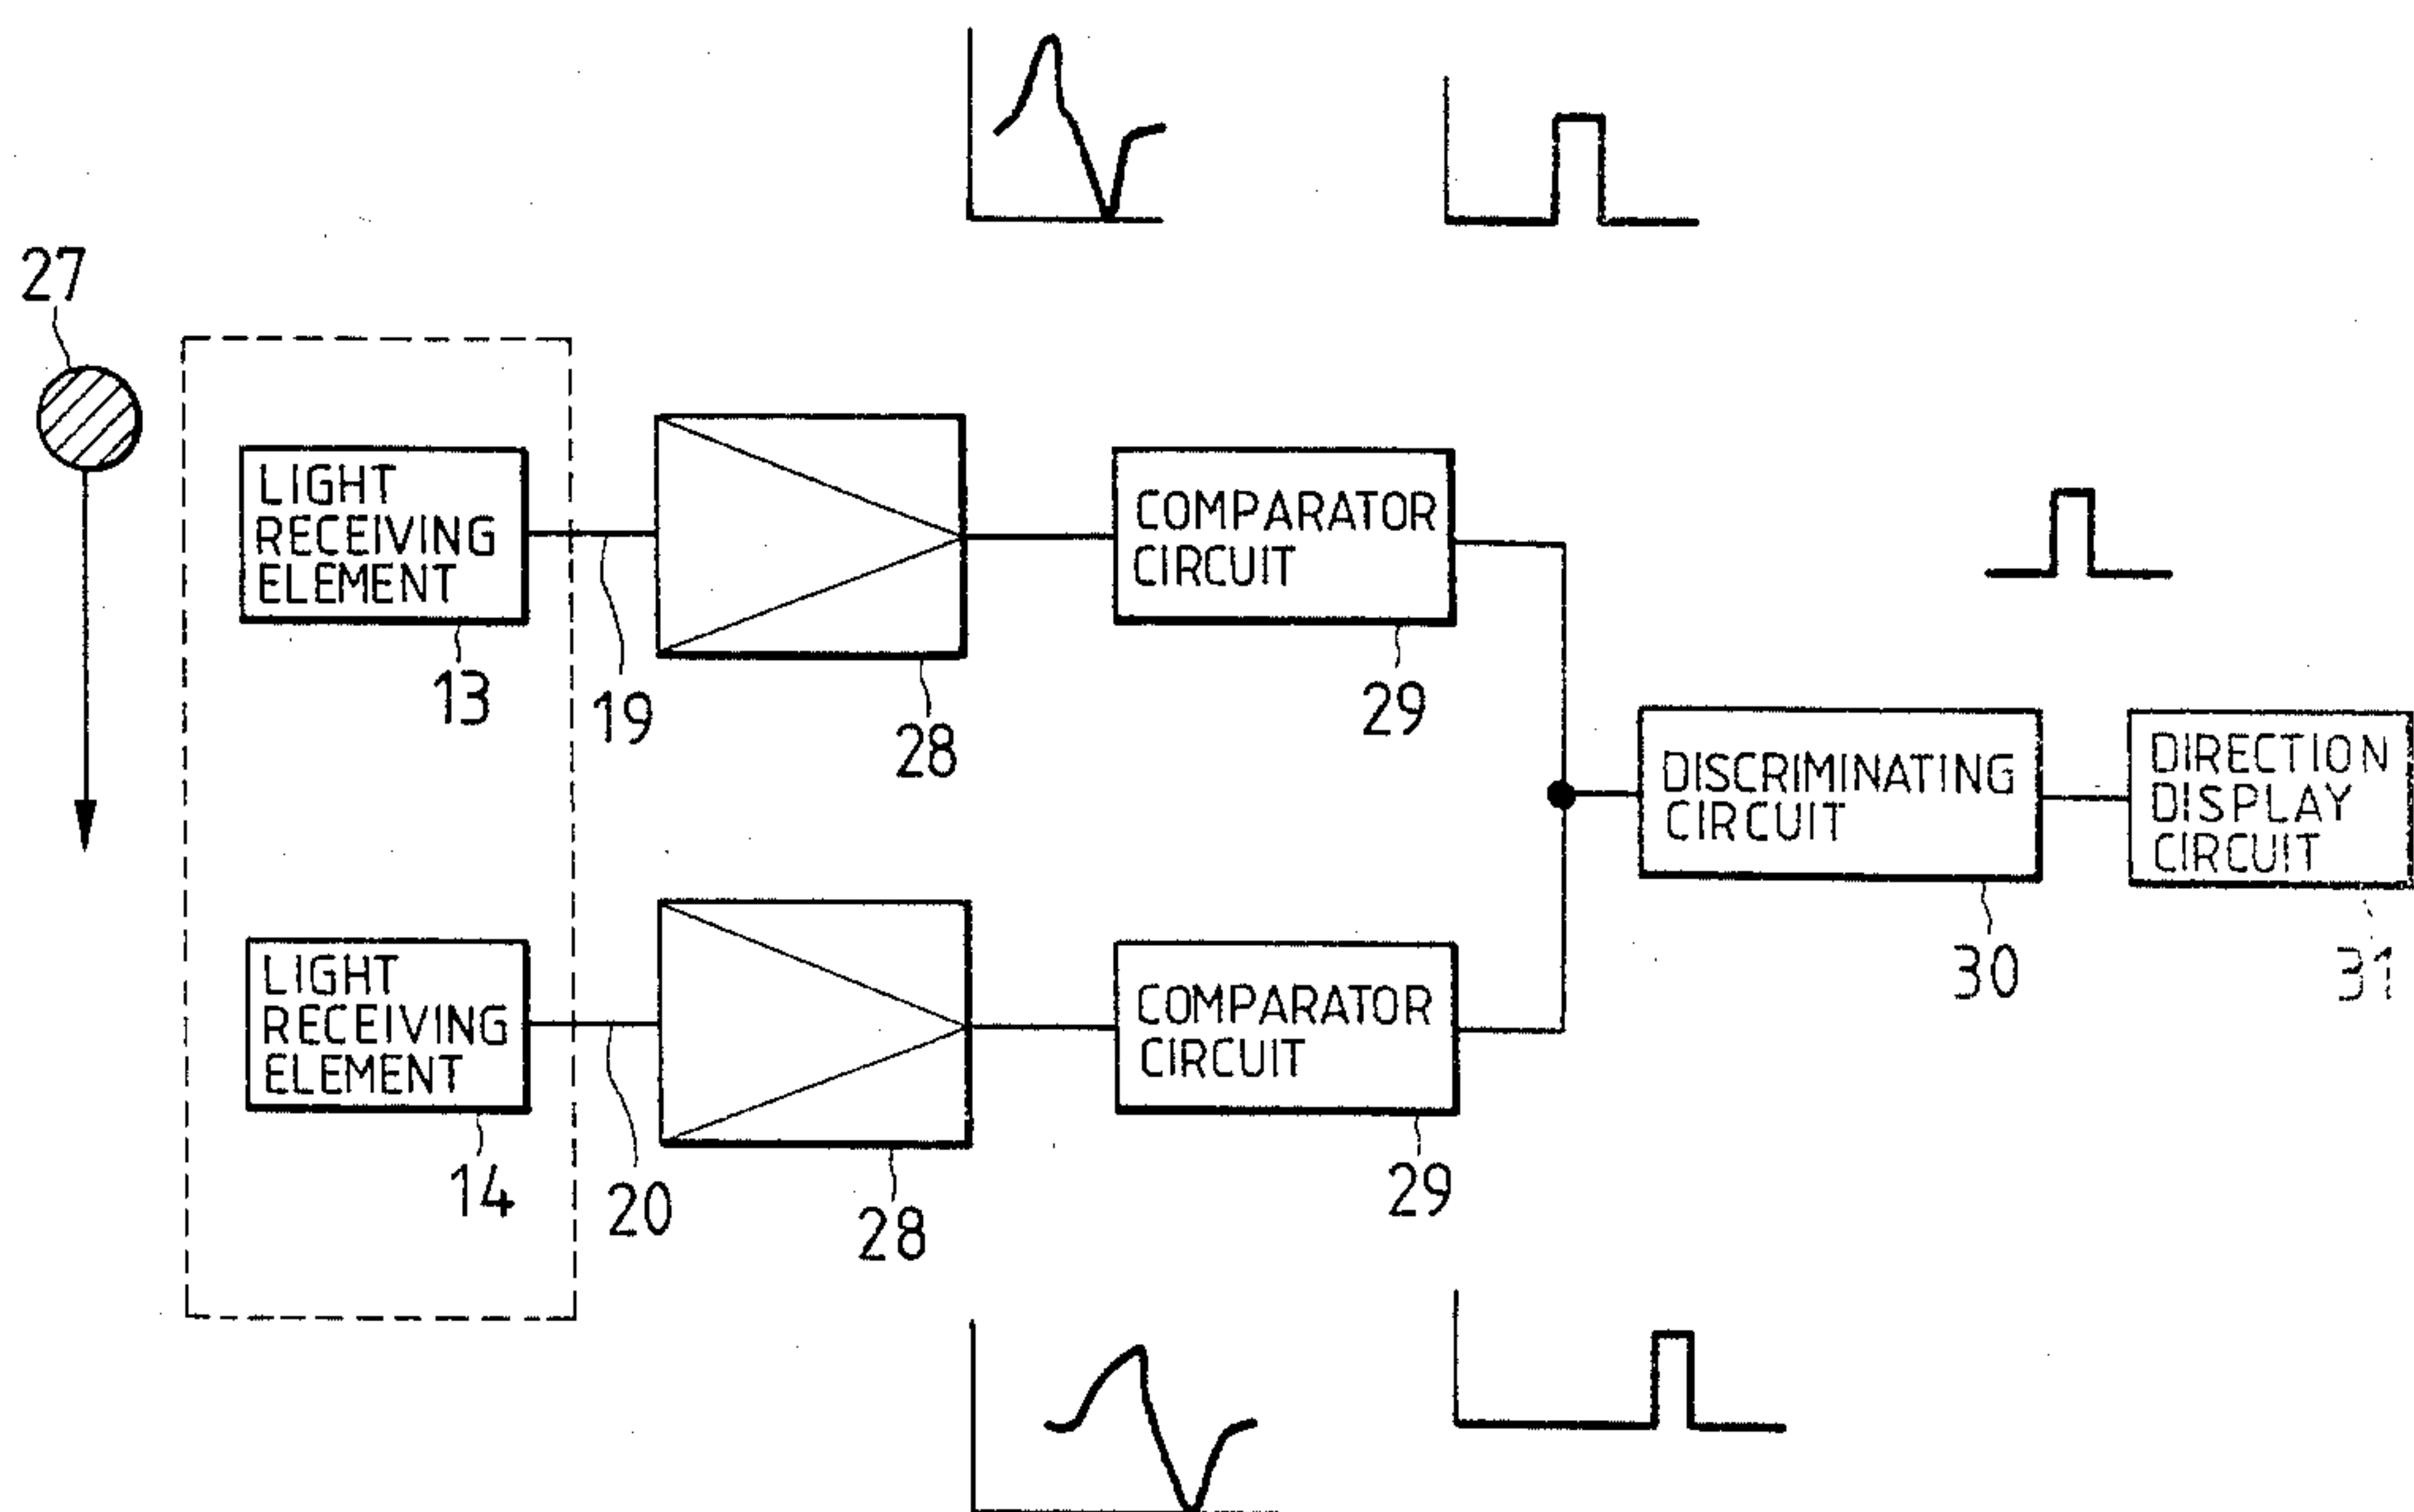 27
LIGHT
RECEIVING
ELEMENT
13
19
28
COMPARATOR
CIRCUIT
29
DISCRIMINATING
CIRCUIT
30
DIRECTION
DISPLAY
CIRCUIT
31
LIGHT
RECEIVING
ELEMENT
14
20
28
COMPARATOR
CIRCUIT
29